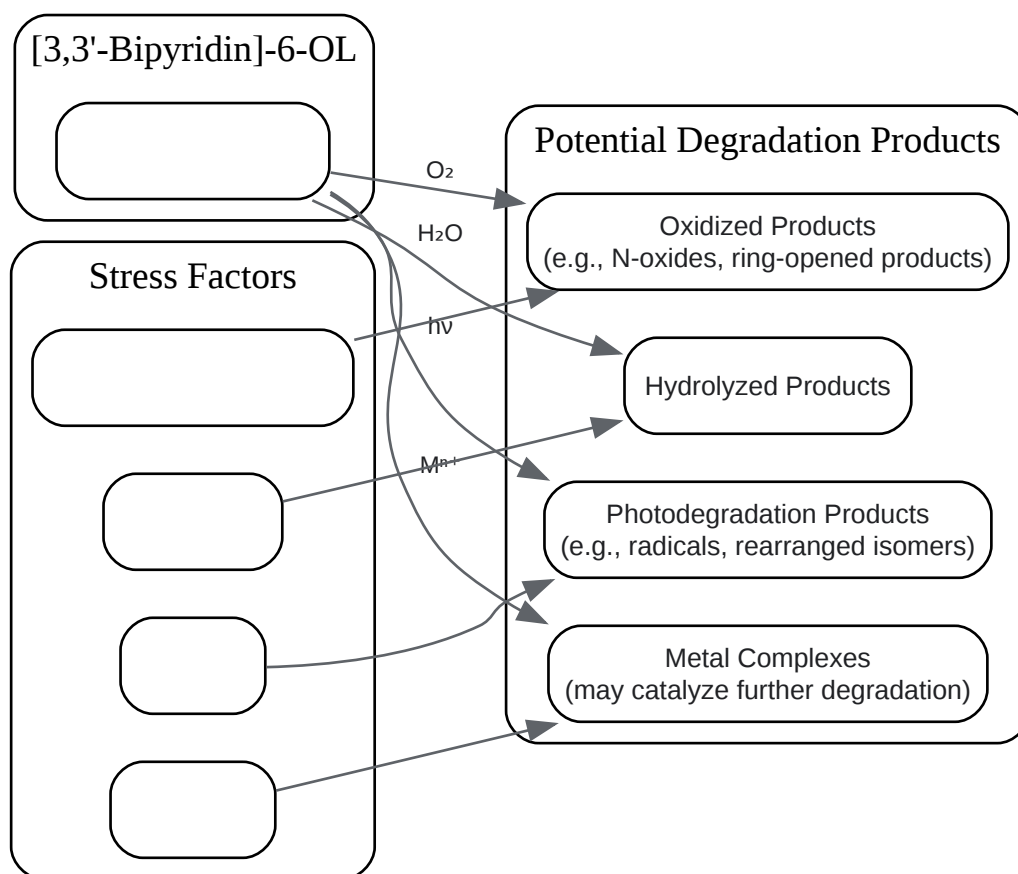 [3,3'-Bipyridin]-6-OL
Stress Factors
O₂
H₂O
hν
Mⁿ⁺
Potential Degradation Products
Oxidized Products
(e.g., N-oxides, ring-opened products)
Hydrolyzed Products
Photodegradation Products
(e.g., radicals, rearranged isomers)
Metal Complexes
(may catalyze further degradation)